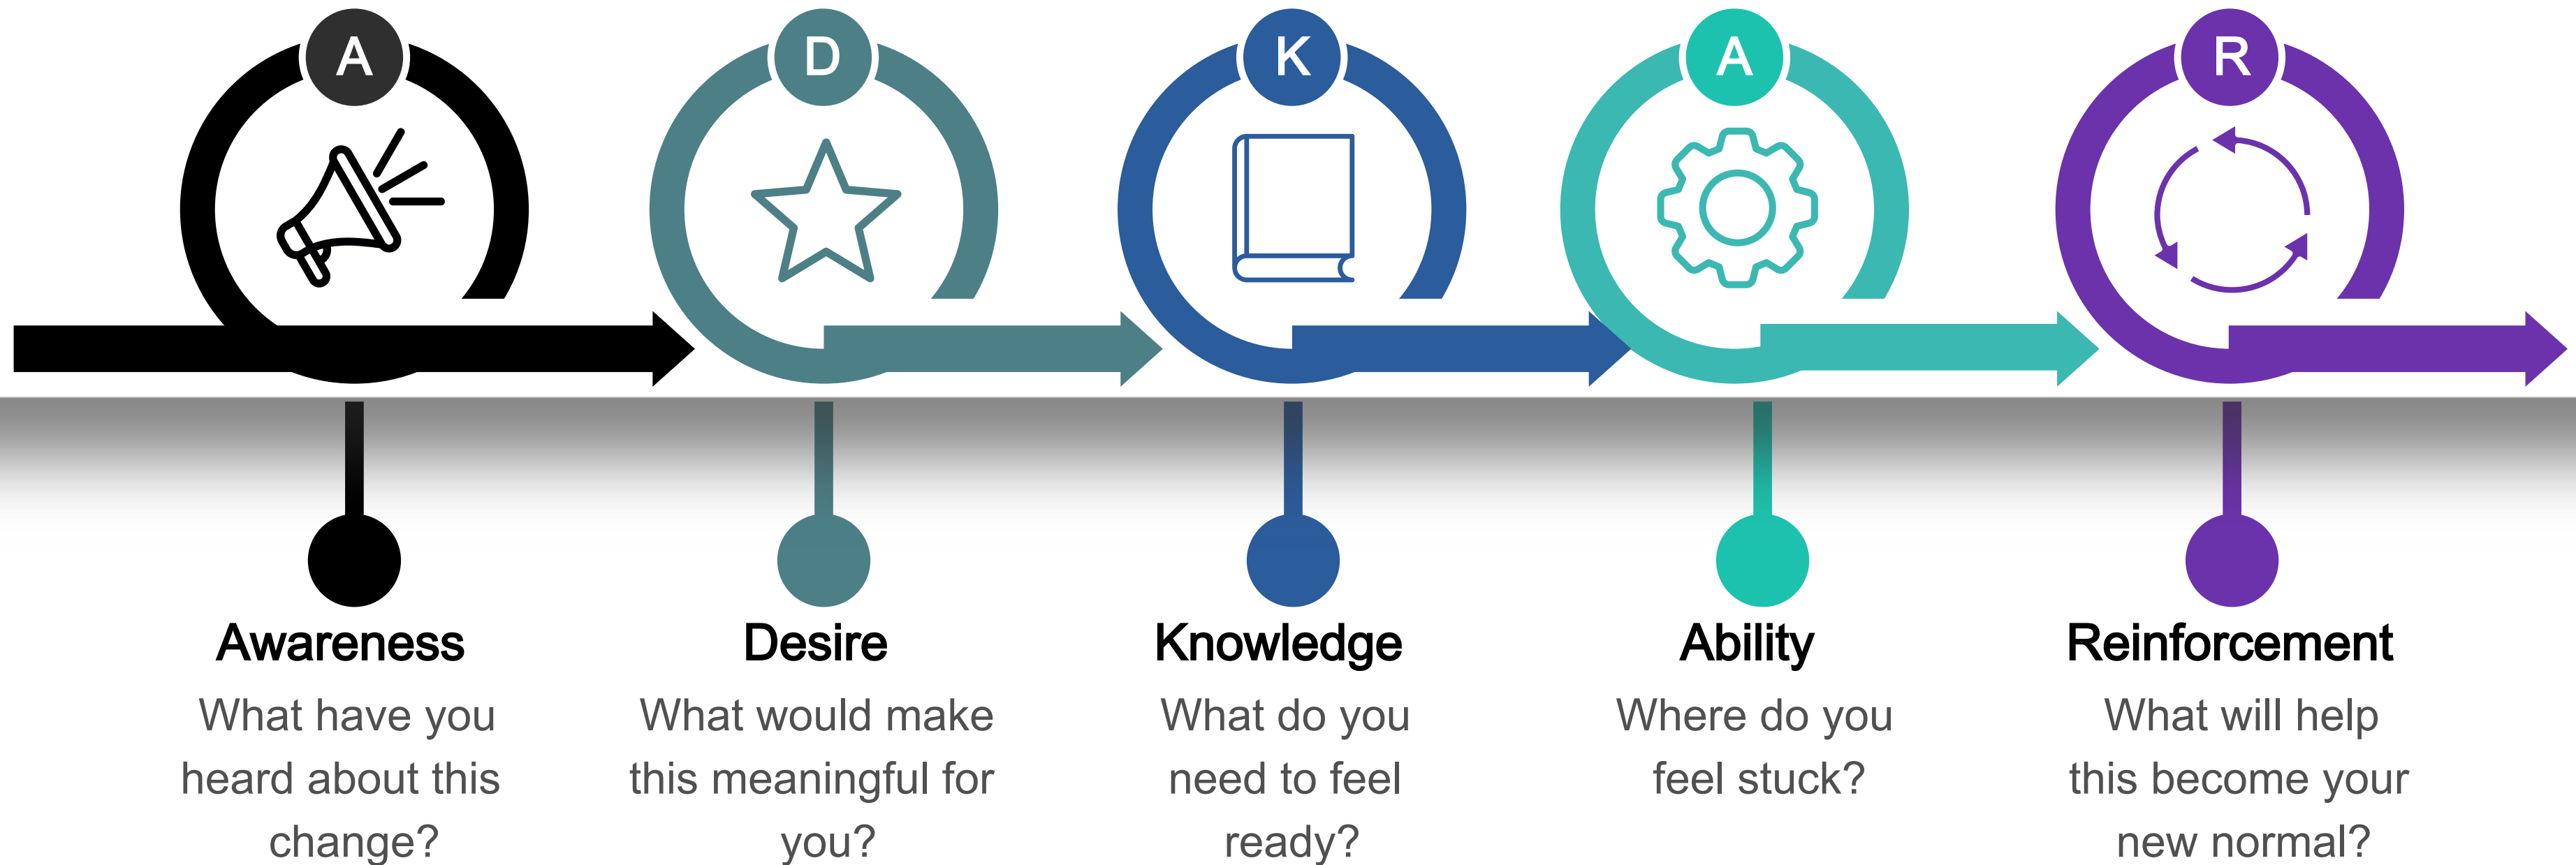 A
D
K
A
R
Awareness
What have you
heard about this
change?
Desire
What would make
this meaningful for
you?
Knowledge
What do you
need to feel
ready?
Ability
Where do you
feel stuck?
Reinforcement
What will help
this become your
new normal?